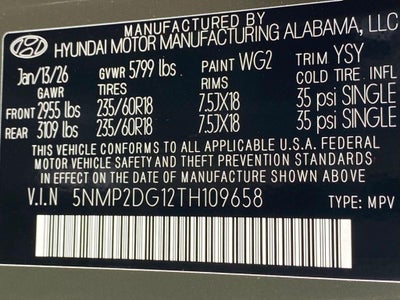 MANUFACTURED BY
HYUNDAI MOTOR MANUFACTURING ALABAMA, LLC
Jan/13/26 GVWR 5799 lbs PAINT WG2 TRIM YSY
GAWR TIRES RIMS COLD TIRE INFL.
FRONT 2955 lbs 235/60R18 7.5JX18 35 psi SINGLE
REAR 3109 lbs 235/60R18 7.5JX18 35 psi SINGLE
THIS VEHICLE CONFORMS TO ALL APPLICABLE U.S.A. FEDERAL
MOTOR VEHICLE SAFETY AND THEFT PREVENTION STANDARDS
IN EFFECT ON THE DATE OF MANUFACTURE SHOWN ABOVE.
V.I.N 5NMP2DG12TH109658 TYPE: MPV